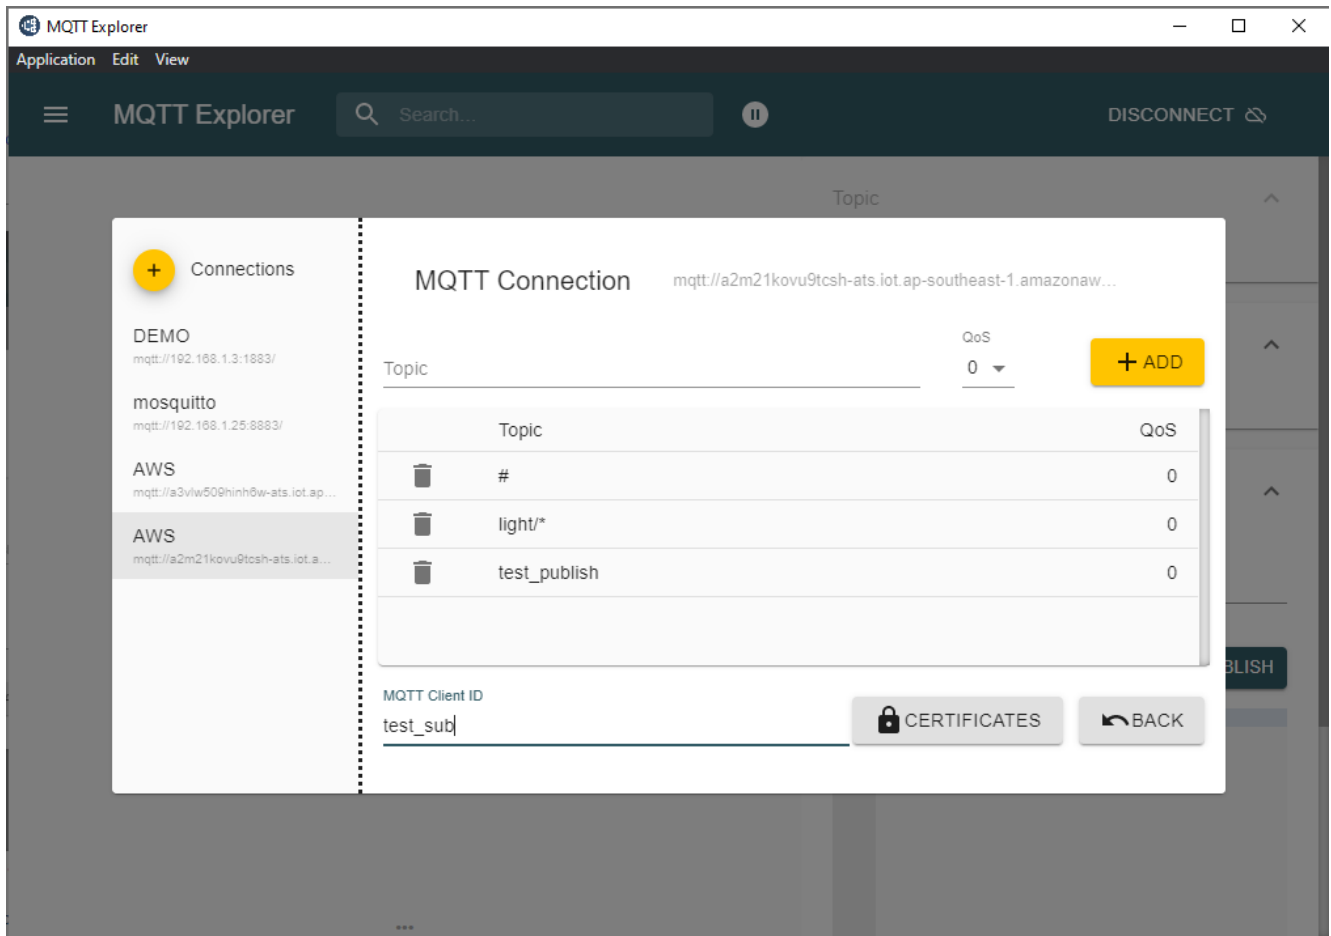 MQTT Explorer
Application Edit View
MQTT Explorer
Search...
DISCONNECT
Topic
Connections
DEMO
mqtt://192.168.1.3:1883/
mosquitto
mqtt://192.168.1.25:8883/
AWS
mqtt://a3vlw509hinh6w-ats.iot.ap...
AWS
mqtt://a2m21kovu9tcsh-ats.iot.a...
MQTT Connection
mqtt://a2m21kovu9tcsh-ats.iot.ap-southeast-1.amazonaw...
Topic
QoS
0
+ ADD
Topic QoS
# 0
light/* 0
test_publish 0
MQTT Client ID
test_sub
CERTIFICATES
BACK
BLISH